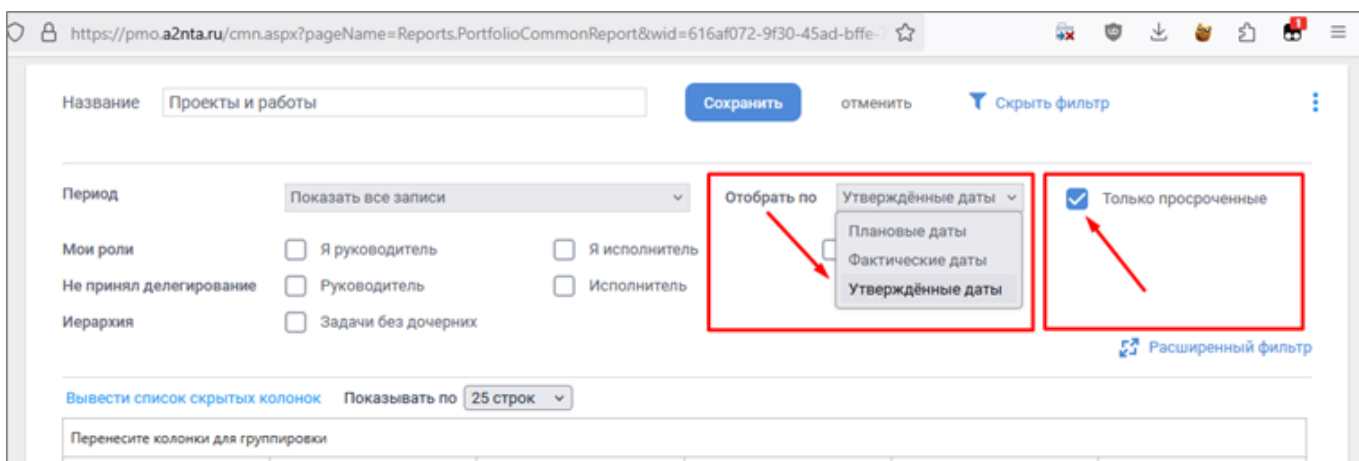 https://pmo.a2nta.ru/cmn.aspx?pageName=Reports.PortfolioCommonReport&wid=616af072-9f30-45ad-bffe-7
1
Название Проекты и работы Сохранить отменить Скрыть фильтр
Период Показать все записи Отобрать по Утверждённые даты Только просроченные
Плановые даты
Мои роли Я руководитель Я исполнитель
Фактические даты
Не принял делегирование Руководитель Исполнитель Утверждённые даты
Иерархия Задачи без дочерних
Расширенный фильтр
Вывести список скрытых колонок Показывать по 25 строк
Перенесите колонки для группировки